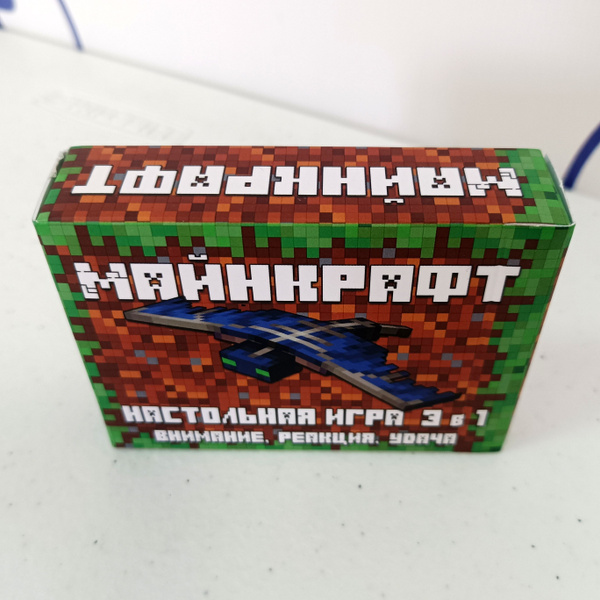 МАЙНКРАФТ
МАЙНКРАФТ
НАСТОЛЬНАЯ ИГРА 3 в 1
ВНИМАНИЕ, РЕАКЦИЯ, УДАЧА